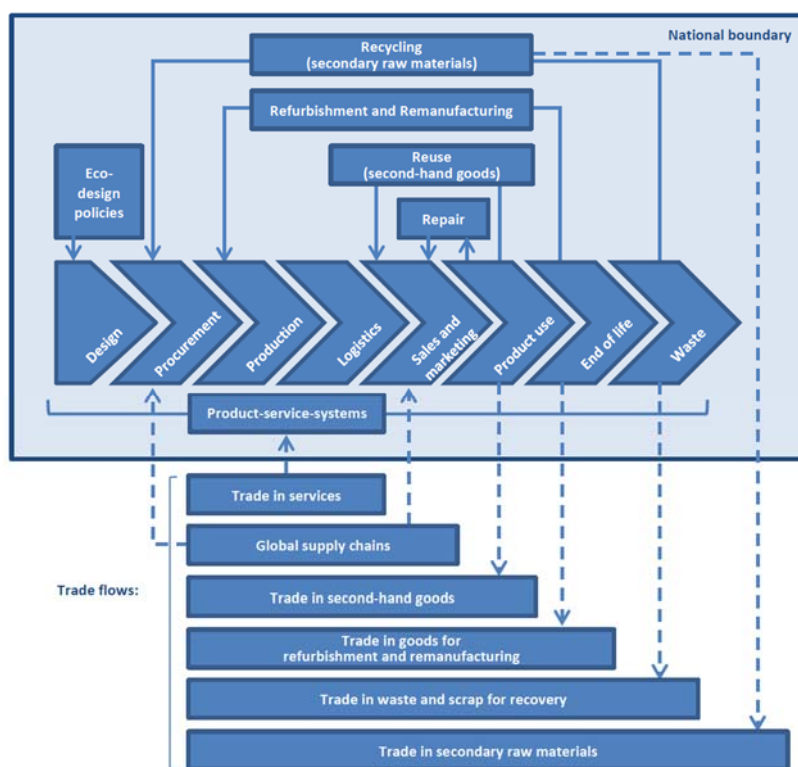 National boundary
Recycling
(secondary raw materials)
Refurbishment and Remanufacturing
Reuse
(second-hand goods)
Eco-
design
policies
Repair
Design
Procurement
Production
Logistics
Sales and
marketing
Product use
End of life
Waste
Product-service-systems
Trade in services
Global supply chains
Trade flows:
Trade in second-hand goods
Trade in goods for
refurbishment and remanufacturing
Trade in waste and scrap for recovery
Trade in secondary raw materials